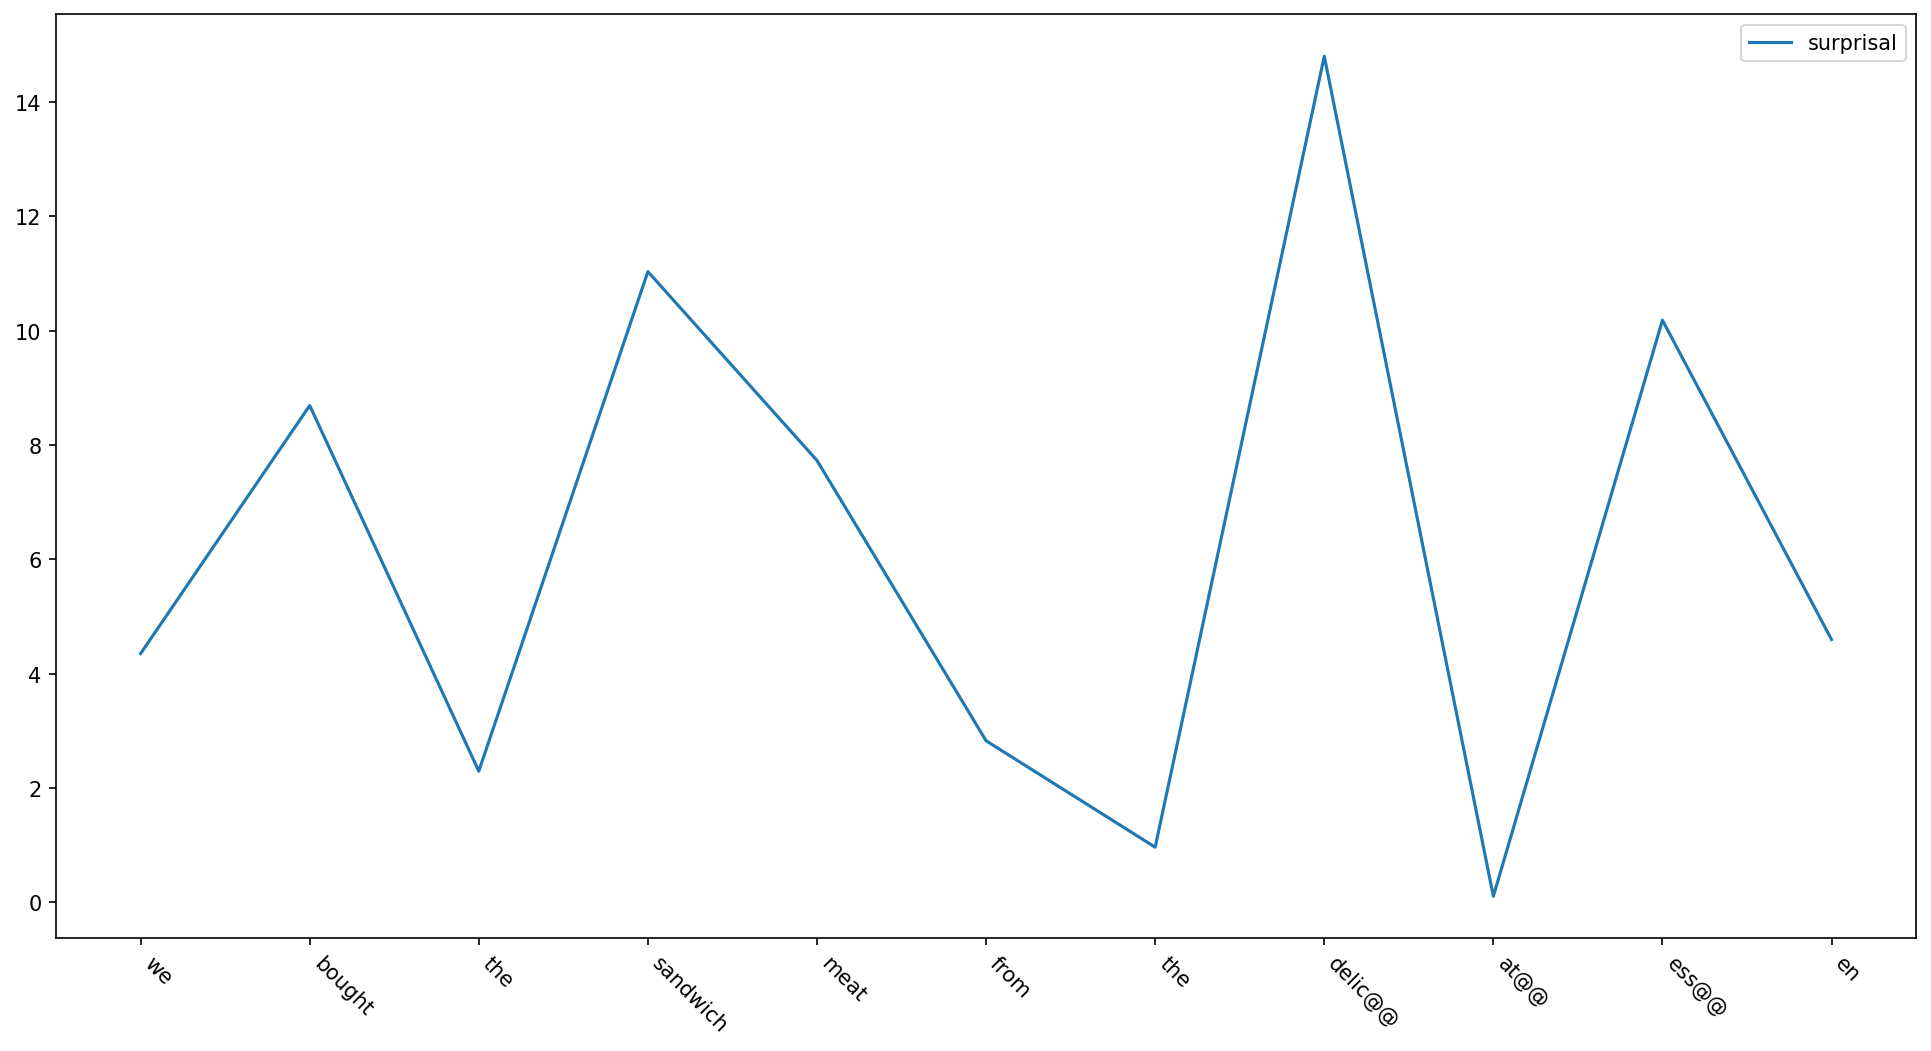 surprisal
14
12
10
8
6
4
2
0
we
bought
the
sandwich
meat
from
the
delic@@
at@@
ess@@
en